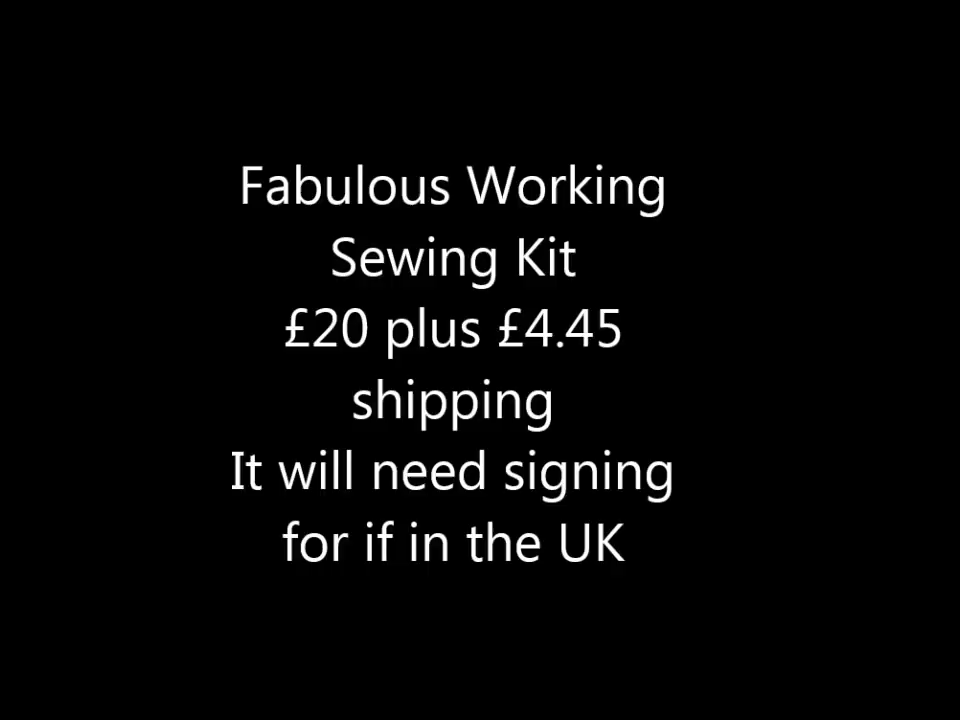 Fabulous Working
Sewing Kit
£20 plus £4.45
shipping
It will need signing
for if in the UK